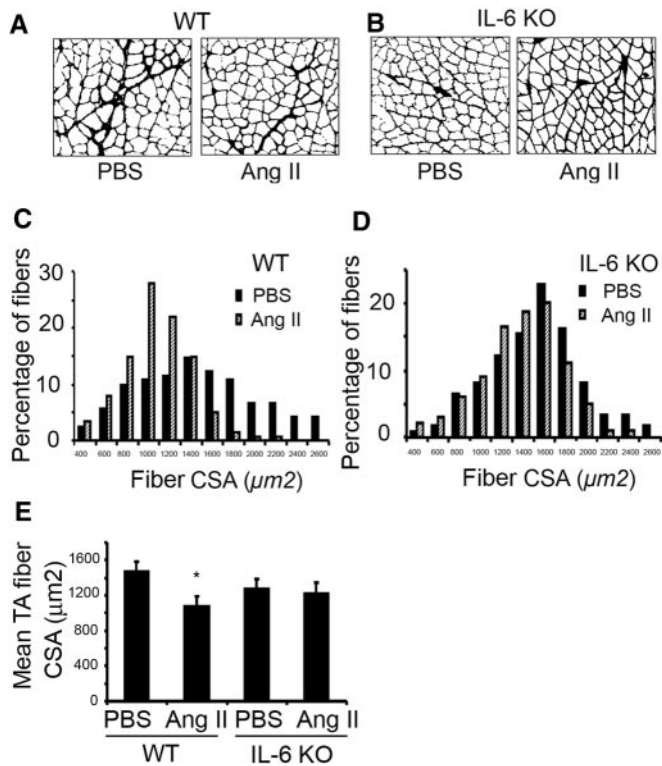 A WT B IL-6 KO
PBS Ang II PBS Ang II
C
WT
PBS
Ang II
Percentage of fibers
30
20
10
0
400 600 800 1000 1200 1400 1600 1800 2000 2200 2400 2600
Fiber CSA (µm2)
D
IL-6 KO
PBS
Ang II
Percentage of fibers
20
10
0
400 600 800 1000 1200 1400 1600 1800 2000 2200 2400 2600
Fiber CSA (µm2)
E
Mean TA fiber
CSA (µm2)
1600
1200
800
400
0
*
PBS Ang II PBS Ang II
WT IL-6 KO